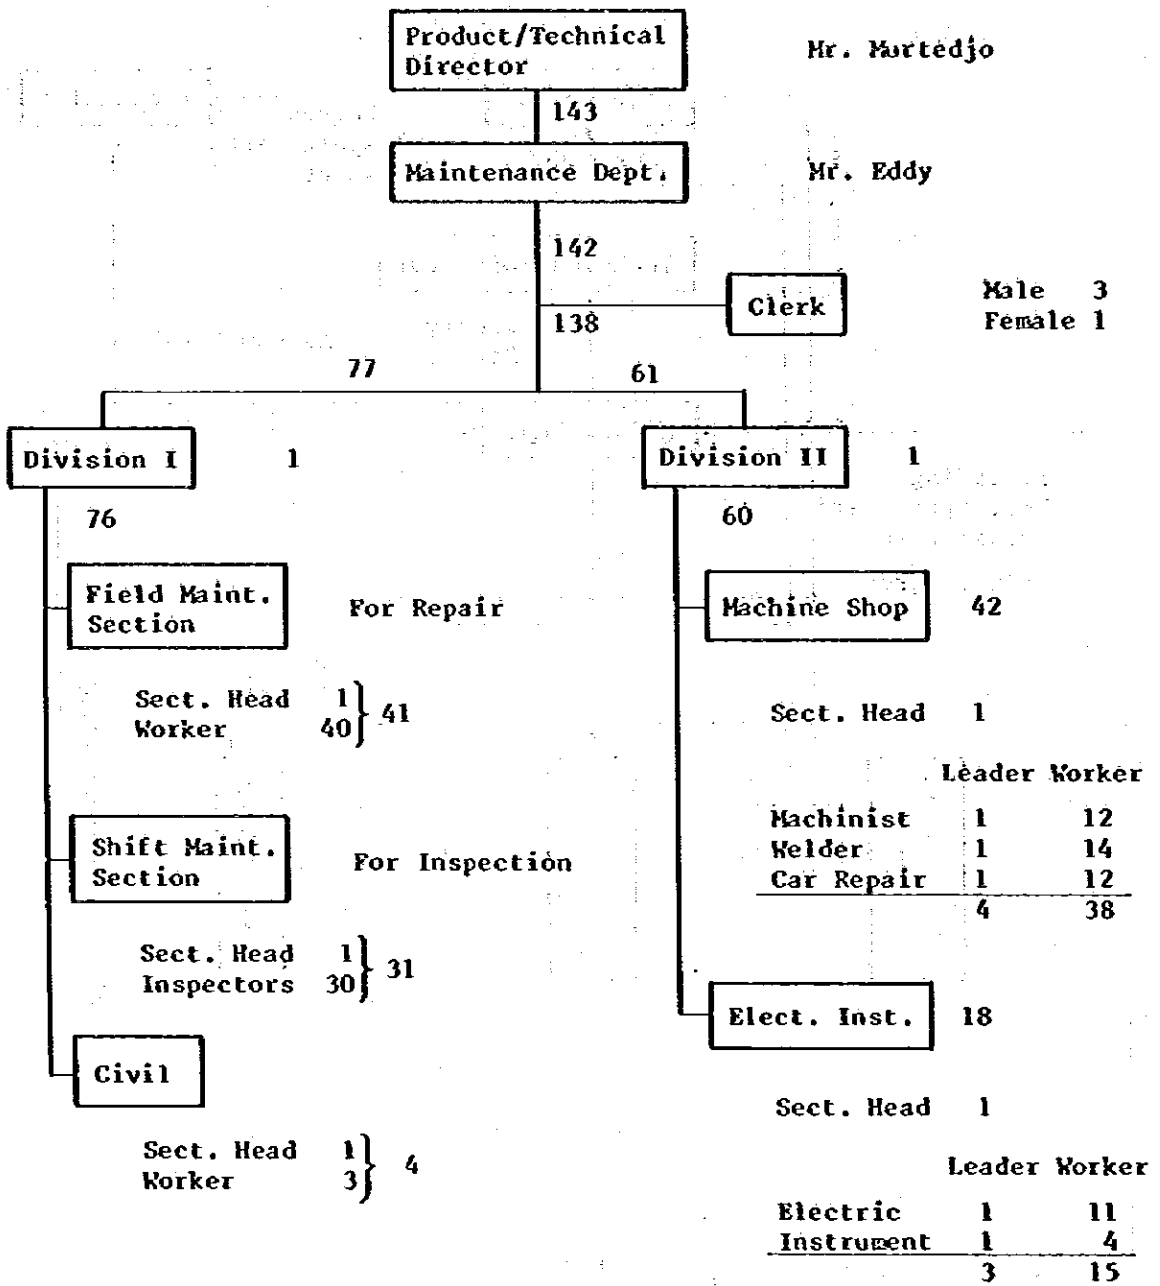 Product/Technical
Director
Mr. Martedjo
143
Maintenance Dept.
Mr. Eddy
142
Clerk
Male 3
Female 1
138
77
61
Division I
1
Division II
1
76
60
Field Maint.
Section
For Repair
Sect. Head 1
Worker 40
41
Shift Maint.
Section
For Inspection
Sect. Head 1
Inspectors 30
31
Civil
Sect. Head 1
Worker 3
4
Machine Shop
42
Sect. Head 1
Leader Worker
Machinist 1 12
Welder 1 14
Car Repair 1 12
4 38
Elect. Inst.
18
Sect. Head 1
Leader Worker
Electric 1 11
Instrument 1 4
3 15